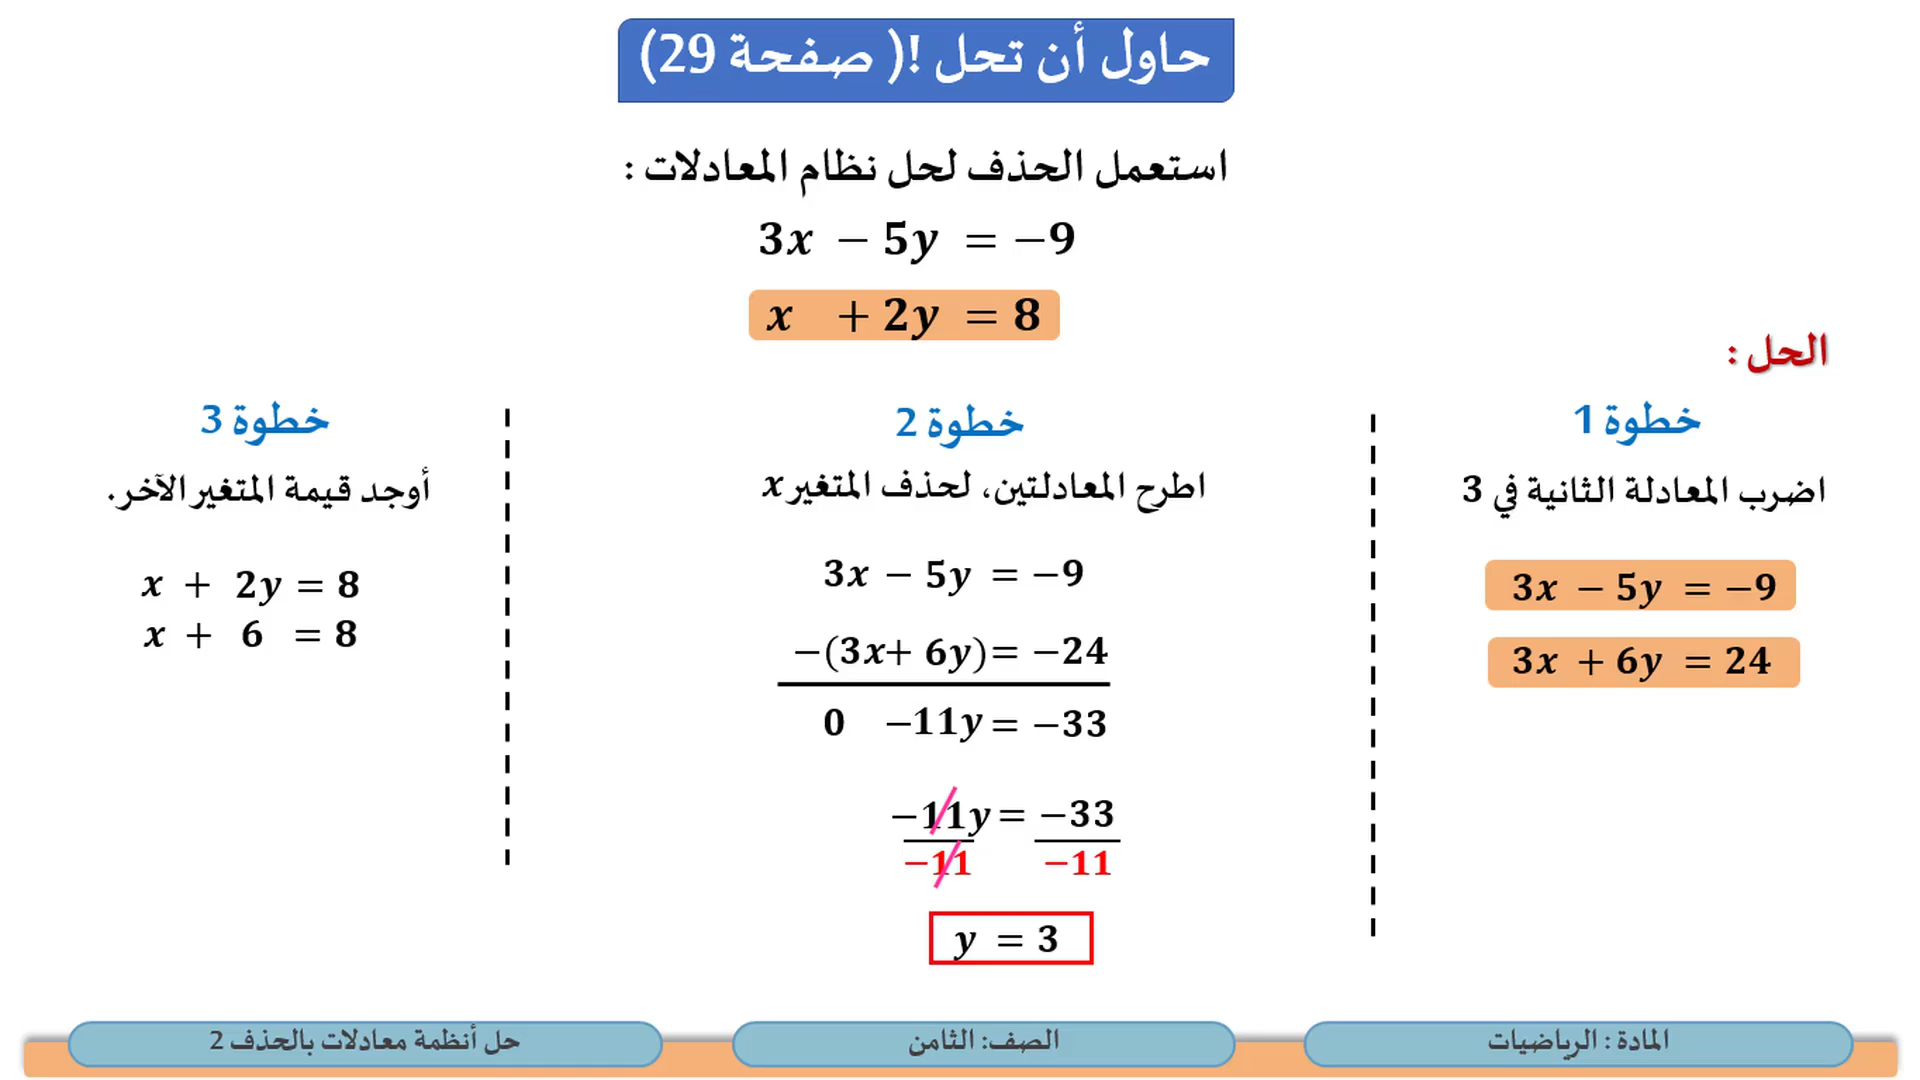 حاول أن تحل !( صفحة 29)
استعمل الحذف لحل نظام المعادلات :
3x − 5y = −9
x + 2y = 8
الحل :
خطوة 1
اضرب المعادلة الثانية في 3
3x − 5y = −9
3x + 6y = 24
خطوة 2
اطرح المعادلتين، لحذف المتغير x
3x − 5y = −9
−(3x+ 6y)= −24
0 −11y = −33
−11y = −33
−11 −11
y = 3
خطوة 3
أوجد قيمة المتغير الآخر.
x + 2y = 8
x + 6 = 8
المادة : الرياضيات
الصف: الثامن
حل أنظمة معادلات بالحذف 2